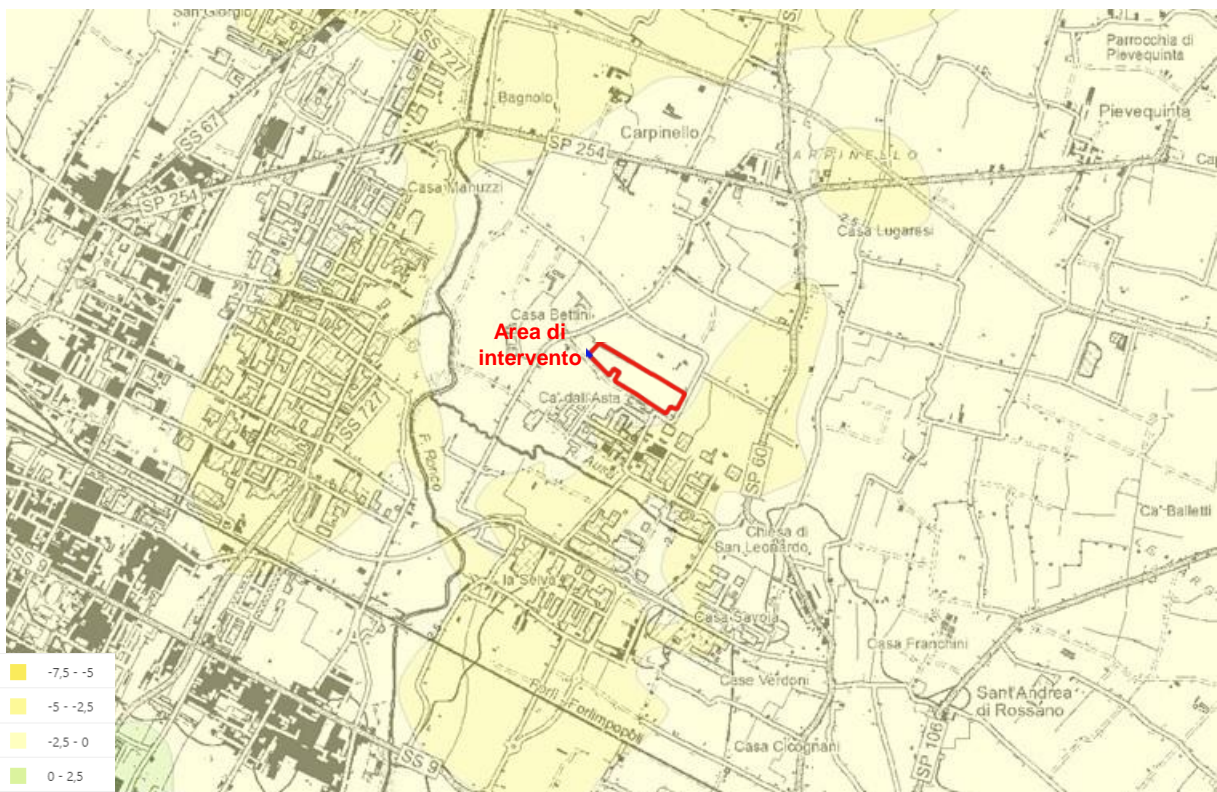 San Giorgio
SS 727
Parrocchia di
Pievequinta
Bagnolo
Pievequinta
SS 67
Carpinello
SP 254
ARPINELLO
Cap
SP 254
Casa Manuzzi
Casa Lugaresi
Casa Bettini
Area di
intervento
Ca' dall'Asta
SS 727
F. Ronco
R. Ausa
SP 60
Ca' Balletti
Chiesa di
San Leonardo
SS 9
la Selva
Casa Savoia
Casa Franchini
-7,5 - -5
Case Verdoni
Sant'Andrea
di Rossano
Forlì
-5 - -2,5
Forlimpopoli
-2,5 - 0
Casa Cicognani
SP 106
SS 9
0 - 2,5